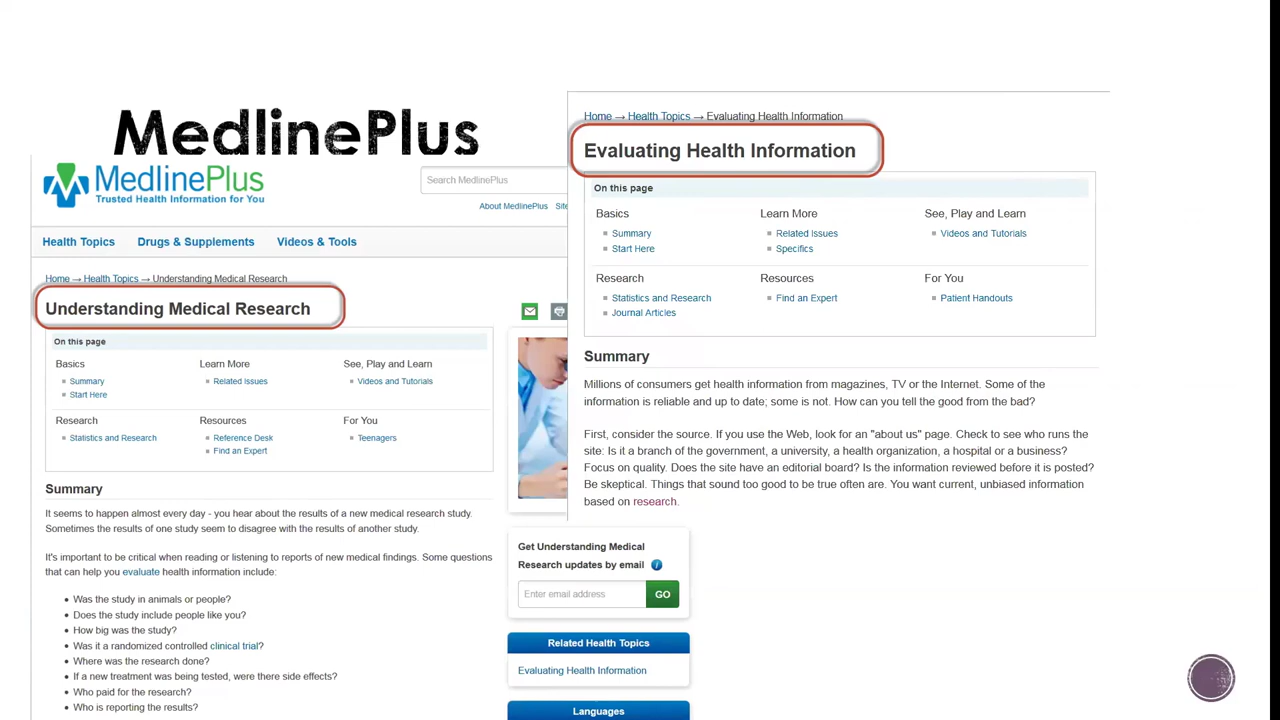 MedlinePlus
MedlinePlus
Trusted Health Information for You
Search MedlinePlus
About MedlinePlus Site
Health Topics Drugs & Supplements Videos & Tools
Home → Health Topics → Understanding Medical Research
Understanding Medical Research
On this page
Basics
Summary
Start Here
Learn More
Related Issues
See, Play and Learn
Videos and Tutorials
Research
Statistics and Research
Resources
Reference Desk
Find an Expert
For You
Teenagers
Summary
It seems to happen almost every day - you hear about the results of a new medical research study.
Sometimes the results of one study seem to disagree with the results of another study.
It's important to be critical when reading or listening to reports of new medical findings. Some questions
that can help you evaluate health information include:
Was the study in animals or people?
Does the study include people like you?
How big was the study?
Was it a randomized controlled clinical trial?
Where was the research done?
If a new treatment was being tested, were there side effects?
Who paid for the research?
Who is reporting the results?
Get Understanding Medical
Research updates by email
Enter email address GO
Related Health Topics
Evaluating Health Information
Languages
Home → Health Topics → Evaluating Health Information
Evaluating Health Information
On this page
Basics
Summary
Start Here
Learn More
Related Issues
Specifics
See, Play and Learn
Videos and Tutorials
Research
Statistics and Research
Journal Articles
Resources
Find an Expert
For You
Patient Handouts
Summary
Millions of consumers get health information from magazines, TV or the Internet. Some of the
information is reliable and up to date; some is not. How can you tell the good from the bad?
First, consider the source. If you use the Web, look for an "about us" page. Check to see who runs the
site: Is it a branch of the government, a university, a health organization, a hospital or a business?
Focus on quality. Does the site have an editorial board? Is the information reviewed before it is posted?
Be skeptical. Things that sound too good to be true often are. You want current, unbiased information
based on research.